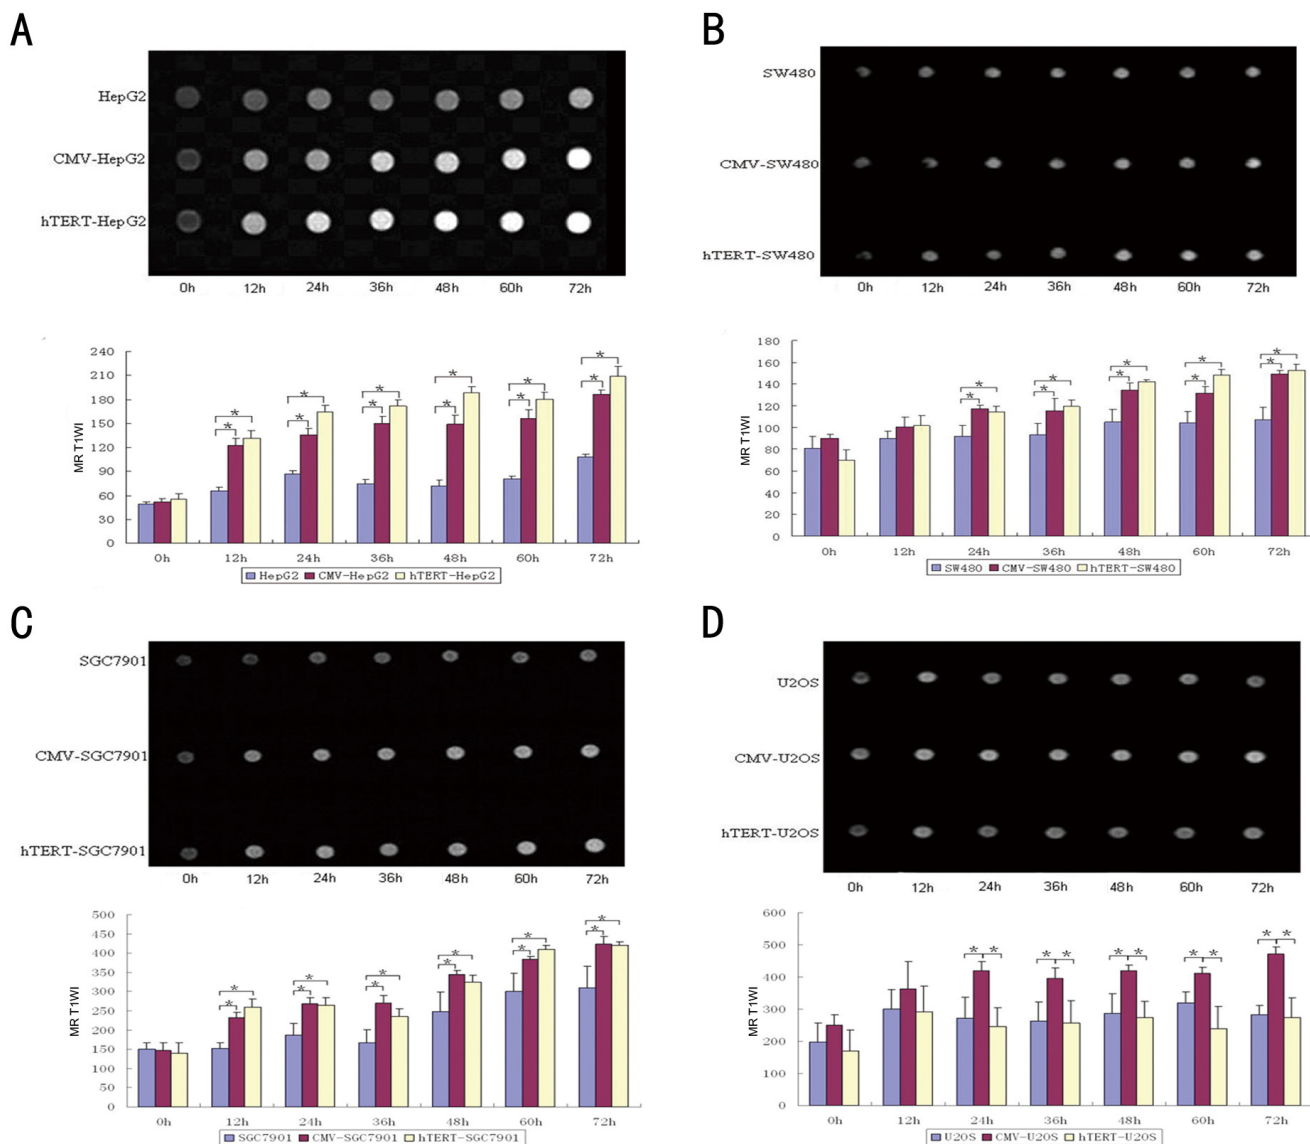 A
HepG2
CMV-HepG2
hTERT-HepG2
0h 12h 24h 36h 48h 60h 72h
MR T1WI
240
210
180
150
120
90
60
30
0
* * * * * * * * * * * *
0h 12h 24h 36h 48h 60h 72h
HepG2 CMV-HepG2 hTERT-HepG2
B
SW480
CMV-SW480
hTERT-SW480
0h 12h 24h 36h 48h 60h 72h
MR T1WI
180
160
140
120
100
80
60
40
20
0
* * * * * * * * * *
0h 12h 24h 36h 48h 60h 72h
SW480 CMV-SW480 hTERT-SW480
C
SGC7901
CMV-SGC7901
hTERT-SGC7901
0h 12h 24h 36h 48h 60h 72h
MR T1WI
500
450
400
350
300
250
200
150
100
50
0
* * * * * * * * * * * *
0h 12h 24h 36h 48h 60h 72h
SGC7901 CMV-SGC7901 hTERT-SGC7901
D
U2OS
CMV-U2OS
hTERT-U2OS
0h 12h 24h 36h 48h 60h 72h
MR T1WI
600
500
400
300
200
100
0
* * * * * * * * * *
0h 12h 24h 36h 48h 60h 72h
U2OS CMV-U2OS hTERT-U2OS